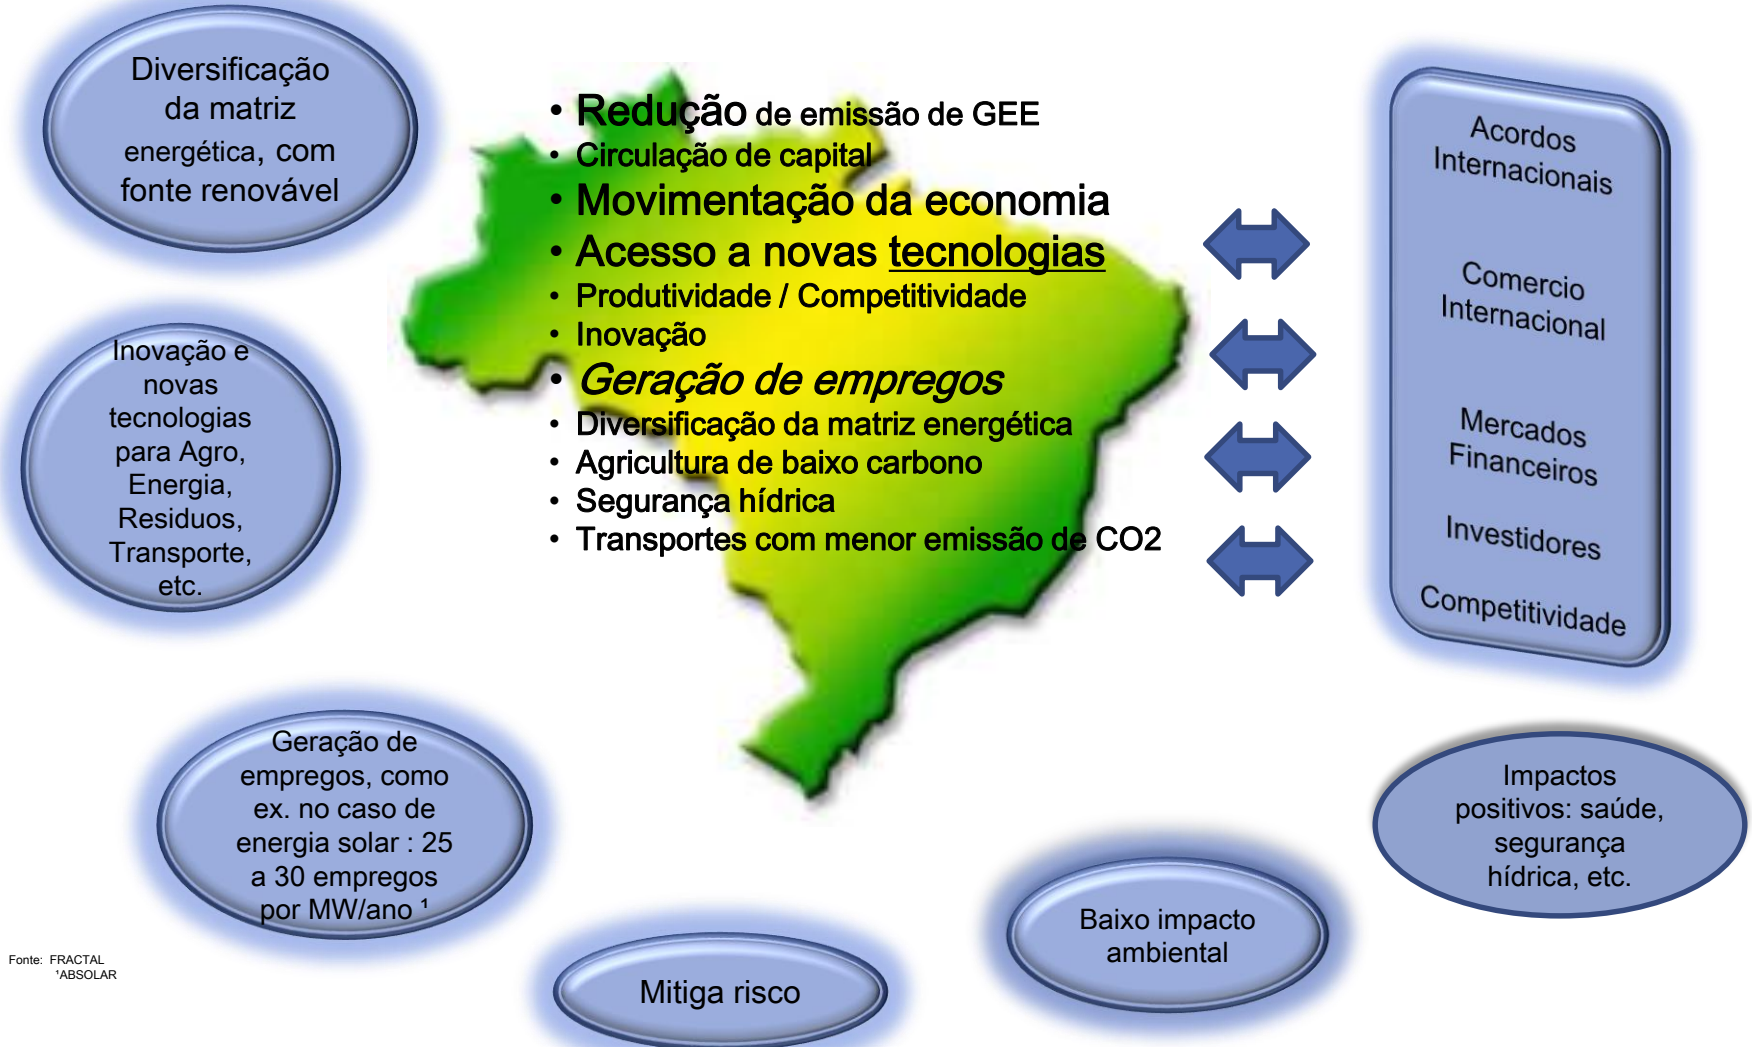 Diversificação
da matriz
energética, com
fonte renovável
• Redução de emissão de GEE
• Circulação de capital
• Movimentação da economia
• Acesso a novas tecnologias
• Produtividade / Competitividade
• Inovação
• Geração de empregos
• Diversificação da matriz energética
• Agricultura de baixo carbono
• Segurança hídrica
• Transportes com menor emissão de CO2
Acordos
Internacionais
Comercio
Internacional
Mercados
Financeiros
Investidores
Competitividade
Inovação e
novas
tecnologias
para Agro,
Energia,
Residuos,
Transporte,
etc.
Geração de
empregos, como
ex. no caso de
energia solar : 25
a 30 empregos
por MW/ano ¹
Mitiga risco
Baixo impacto
ambiental
Impactos
positivos: saúde,
segurança
hídrica, etc.
Fonte: FRACTAL
¹ABSOLAR